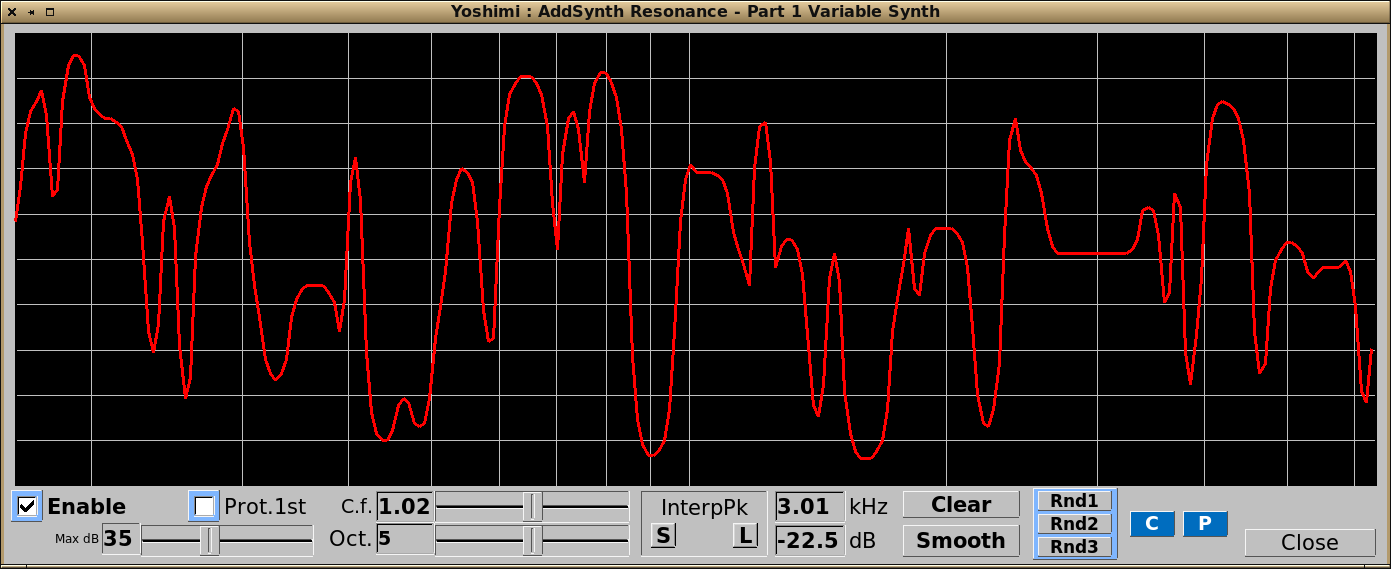 Yoshimi : AddSynth Resonance - Part 1 Variable Synth
Enable
Prot.1st
C.f. 1.02
InterpPk
3.01 kHz
Clear
Rnd1
Rnd2
Rnd3
C
P
Max dB 35
Oct. 5
S
L
-22.5 dB
Smooth
Close